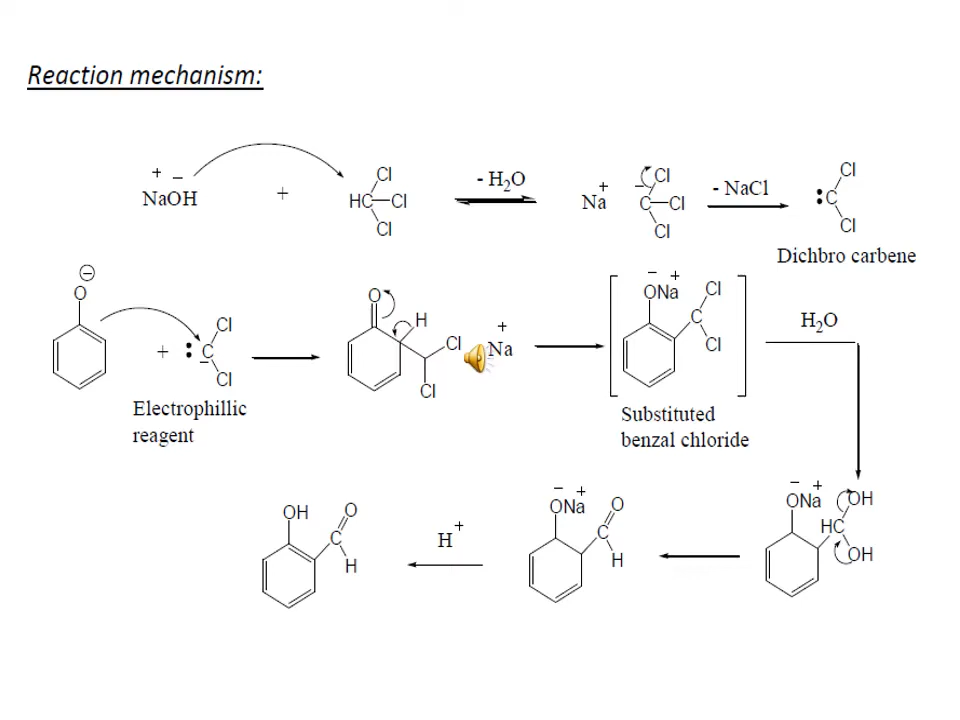 Reaction mechanism:
+ −
NaOH + HC Cl Cl Cl - H₂O Na + − C Cl Cl Cl - NaCl : C Cl Cl
Dichbro carbene
− O + : C − Cl Cl O H Cl Cl + Na − + ONa C Cl Cl H₂O
Electrophillic
reagent
Substituted
benzal chloride
OH O C H H + − + ONa O C H − + ONa HC OH OH